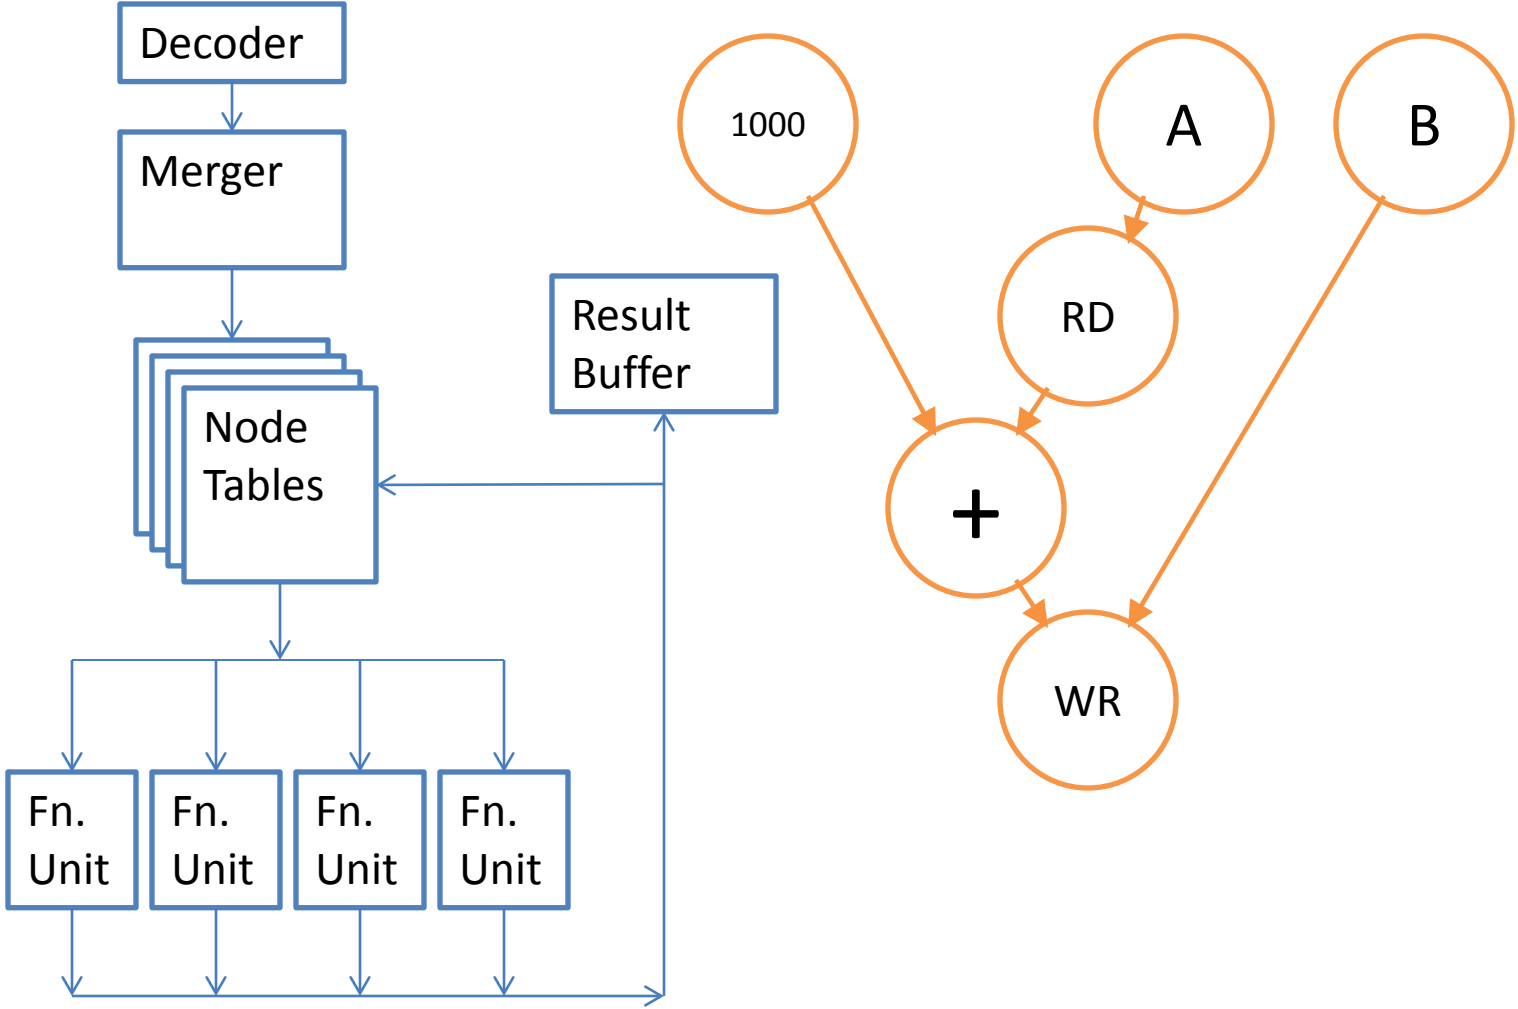 Decoder
Merger
Node
Tables
Result
Buffer
Fn.
Unit
Fn.
Unit
Fn.
Unit
Fn.
Unit
1000
A
B
RD
+
WR